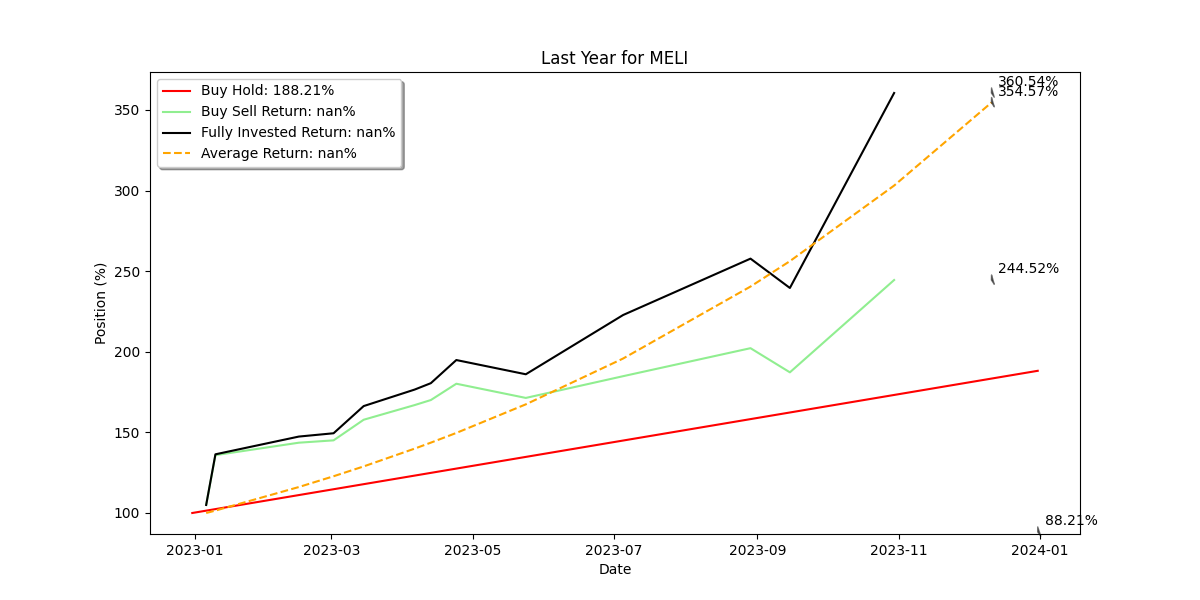 Last Year for MELI
Buy Hold: 188.21%
Buy Sell Return: nan%
Fully Invested Return: nan%
Average Return: nan%
360.54%
354.57%
244.52%
88.21%
350
300
250
200
150
100
Position (%)
2023-01
2023-03
2023-05
2023-07
2023-09
2023-11
2024-01
Date